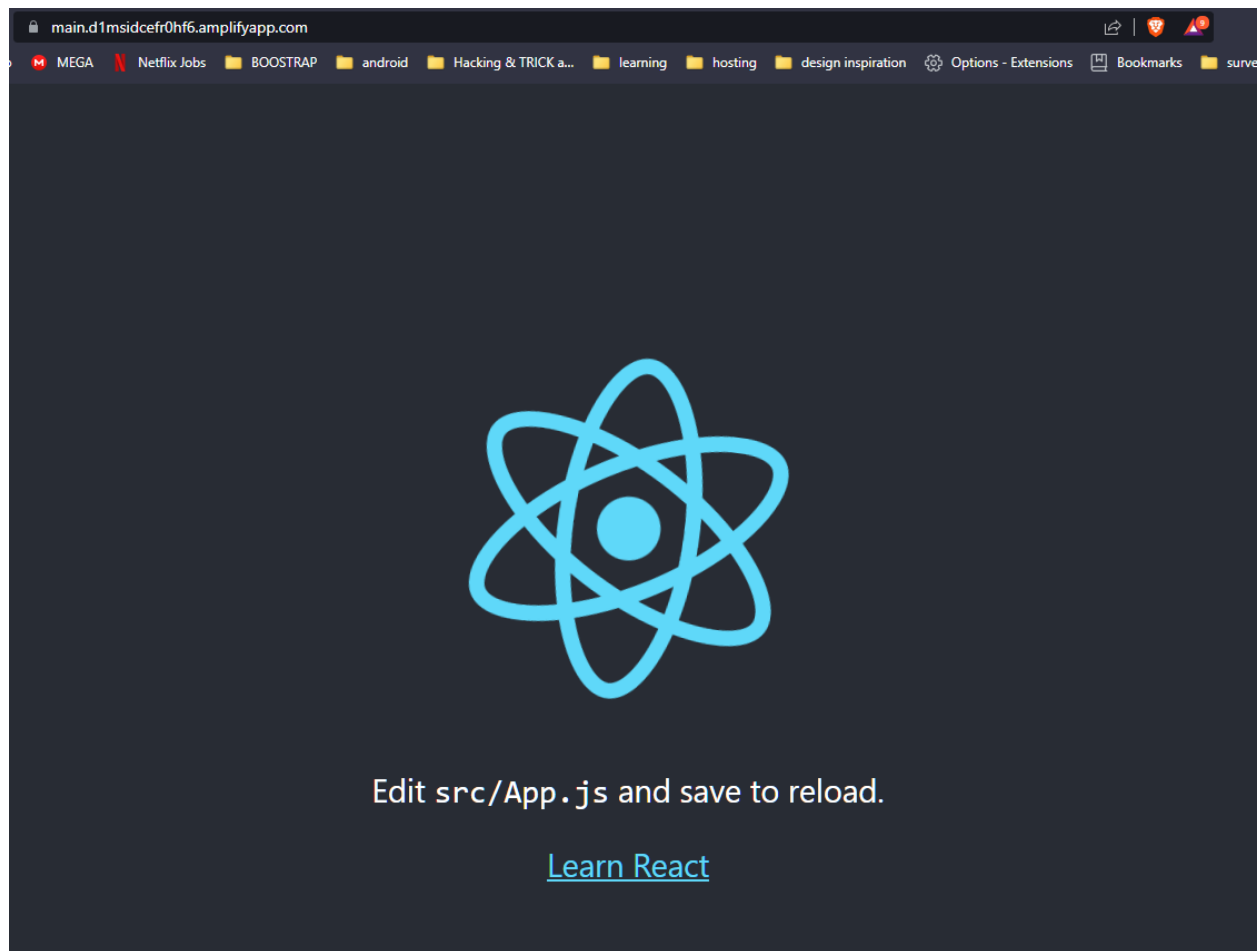 main.d1msidcefr0hf6.amplifyapp.com
MEGA Netflix Jobs BOOSTRAP android Hacking & TRICK a... learning hosting design inspiration Options - Extensions Bookmarks surve
Edit src/App.js and save to reload.
Learn React